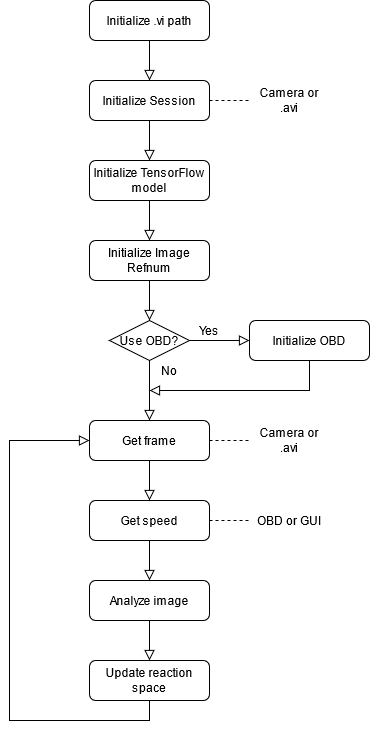 Initialize .vi path
Initialize Session
Camera or
.avi
Initialize TensorFlow
model
Initialize Image
Refnum
Use OBD?
Yes
Initialize OBD
No
Get frame
Camera or
.avi
Get speed
OBD or GUI
Analyze image
Update reaction
space